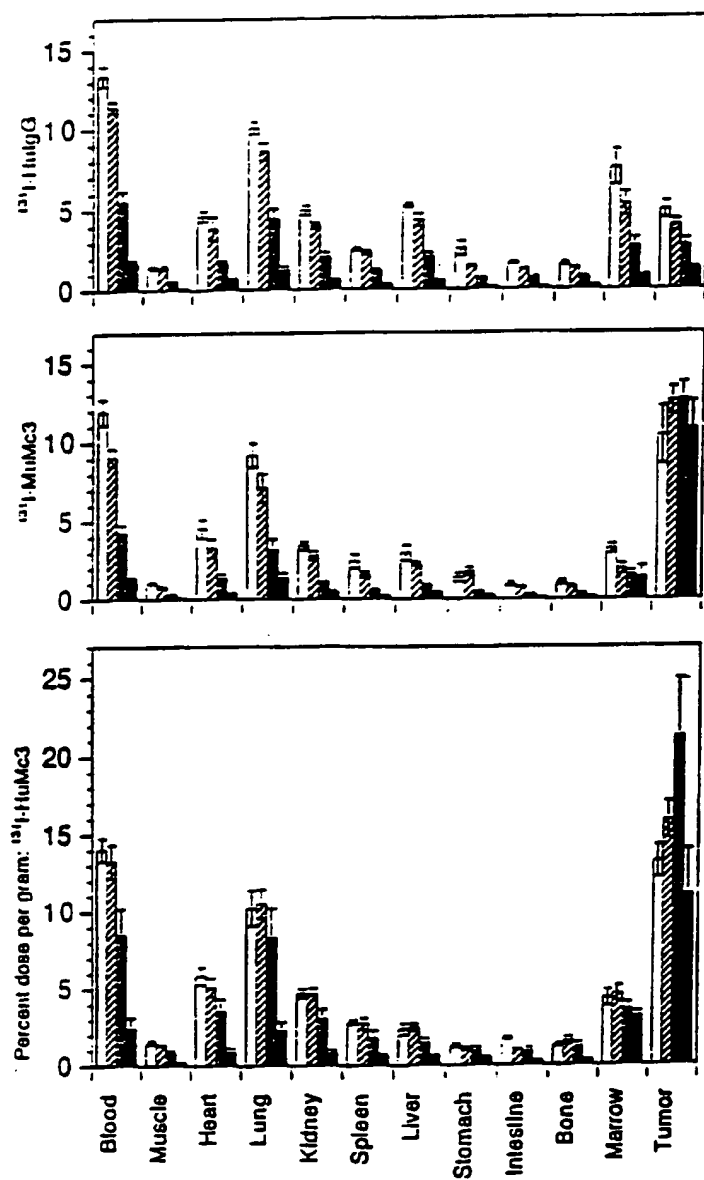 15
10
5
0
¹³¹I-HuIgG
15
10
5
0
¹³¹I-MuMc3
25
20
15
10
5
0
Percent dose per gram: ¹³¹I-HuMc3
Blood
Muscle
Heart
Lung
Kidney
Spleen
Liver
Stomach
Intestine
Bone
Marrow
Tumor